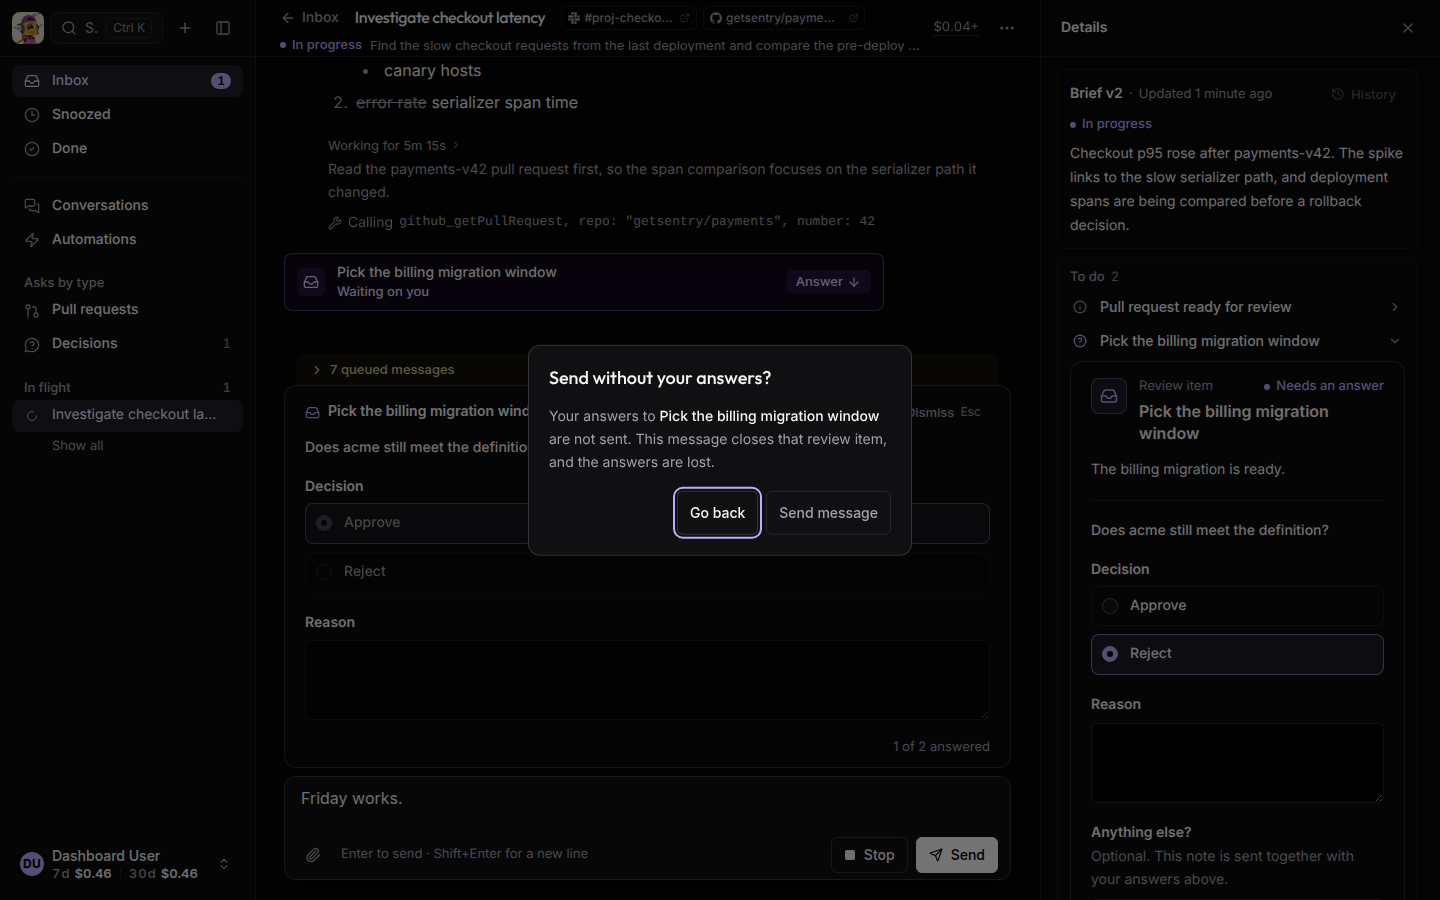 S. Ctrl K
Inbox 1
Snoozed
Done
Conversations
Automations
Asks by type
Pull requests
Decisions 1
In flight 1
Investigate checkout la...
Show all
DU Dashboard User
7d $0.46 30d $0.46
Inbox Investigate checkout latency #proj-checko... getsentry/payme... $0.04+
In progress Find the slow checkout requests from the last deployment and compare the pre-deploy ...
canary hosts
2. error rate serializer span time
Working for 5m 15s
Read the payments-v42 pull request first, so the span comparison focuses on the serializer path it
changed.
Calling github_getPullRequest, repo: "getsentry/payments", number: 42
Pick the billing migration window
Waiting on you
Answer
7 queued messages
Pick the billing migration wind
Dismiss Esc
Does acme still meet the definitio
Decision
Approve
Reject
Reason
1 of 2 answered
Friday works.
Enter to send · Shift+Enter for a new line
Stop
Send
Send without your answers?
Your answers to Pick the billing migration window
are not sent. This message closes that review item,
and the answers are lost.
Go back
Send message
Details
Brief v2 · Updated 1 minute ago History
In progress
Checkout p95 rose after payments-v42. The spike
links to the slow serializer path, and deployment
spans are being compared before a rollback
decision.
To do 2
Pull request ready for review
Pick the billing migration window
Review item Needs an answer
Pick the billing migration
window
The billing migration is ready.
Does acme still meet the definition?
Decision
Approve
Reject
Reason
Anything else?
Optional. This note is sent together with
your answers above.